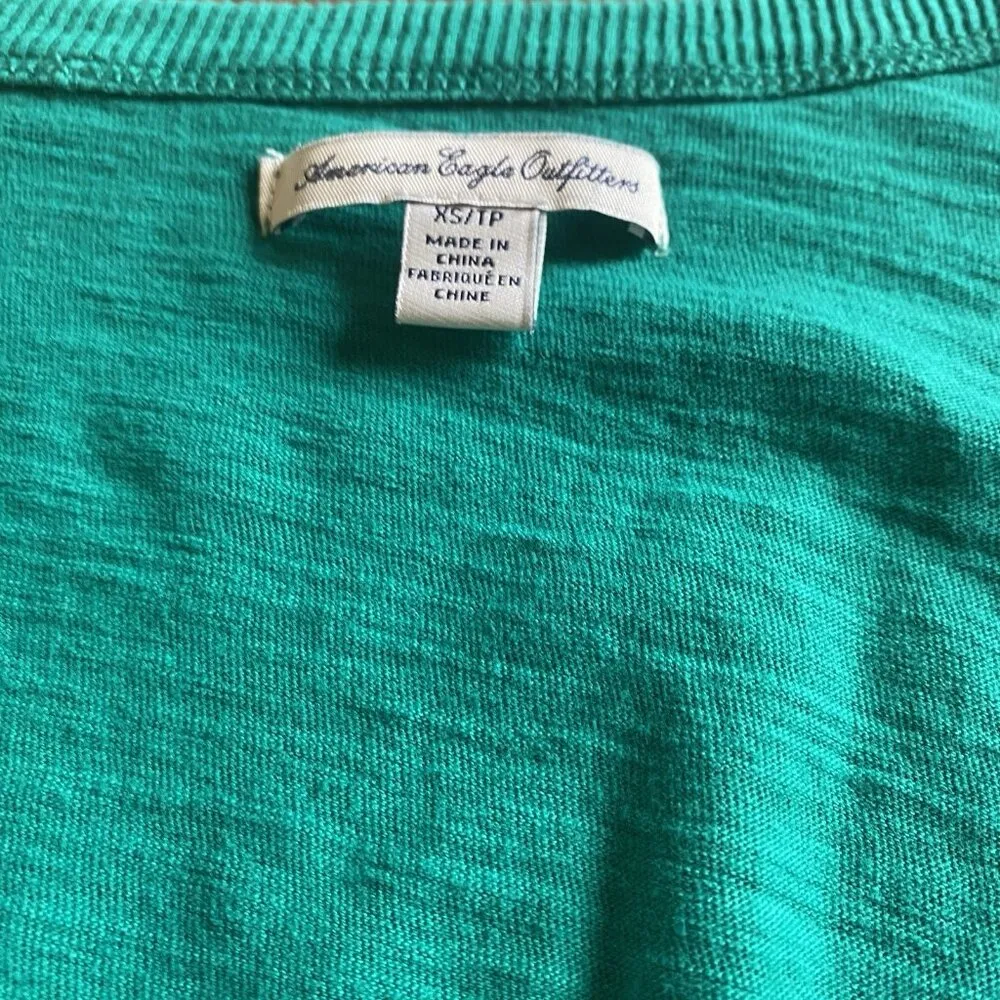 American Eagle Outfitters
XS/TP
MADE IN
CHINA
FABRIQUÉ EN
CHINE